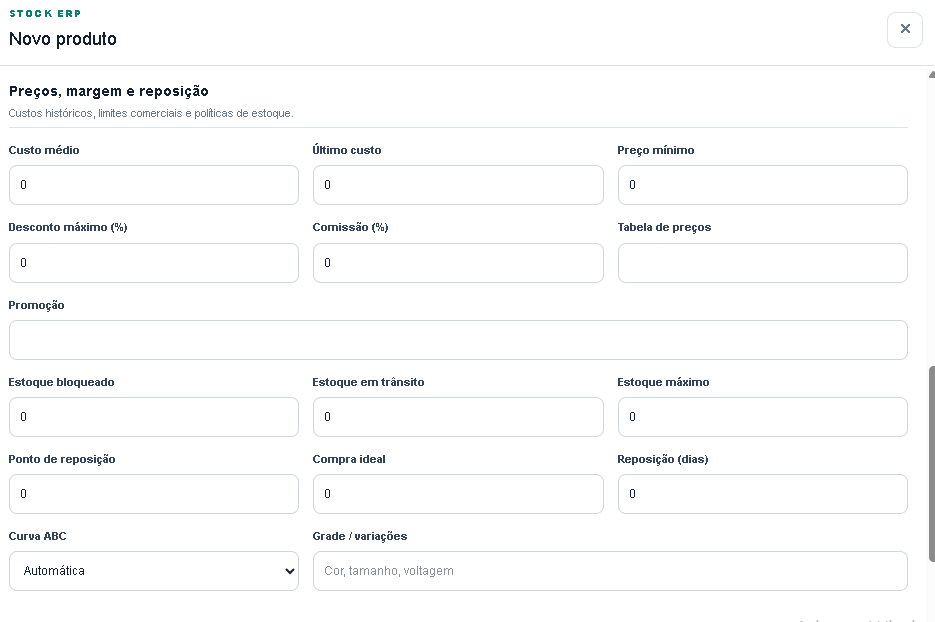 STOCK ERP
Novo produto
Preços, margem e reposição
Custos históricos, limites comerciais e políticas de estoque.
Custo médio Último custo Preço mínimo
0 0 0
Desconto máximo (%) Comissão (%) Tabela de preços
0 0
Promoção
Estoque bloqueado Estoque em trânsito Estoque máximo
0 0 0
Ponto de reposição Compra ideal Reposição (dias)
0 0 0
Curva ABC Grade / variações
Automática Cor, tamanho, voltagem